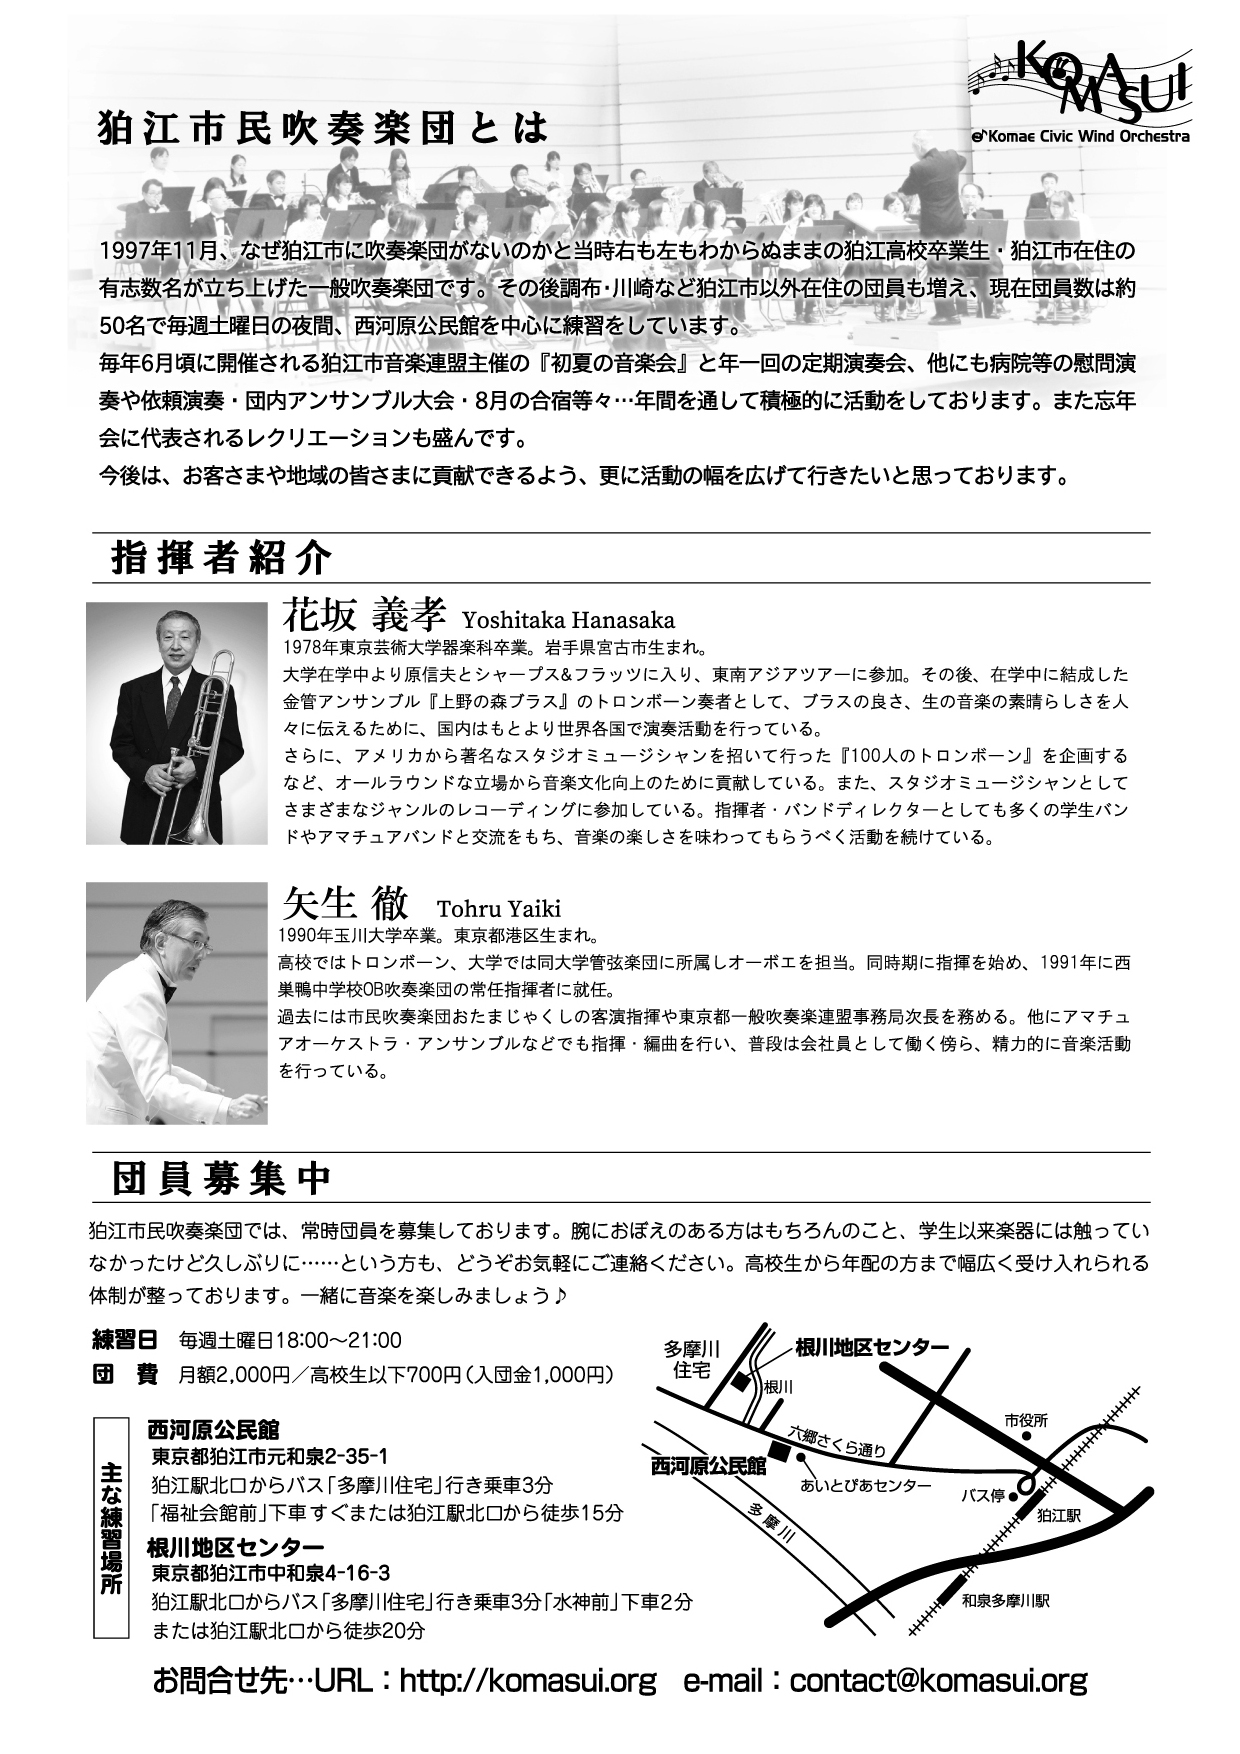 KOMASUI
Komae Civic Wind Orchestra
狛江市民吹奏楽団とは
1997年11月、なぜ狛江市に吹奏楽団がないのかと当時右も左もわからぬままの狛江高校卒業生・狛江市在住の
有志数名が立ち上げた一般吹奏楽団です。その後調布・川崎など狛江市以外在住の団員も増え、現在団員数は約
50名で毎週土曜日の夜間、西河原公民館を中心に練習をしています。
毎年6月頃に開催される狛江市音楽連盟主催の『初夏の音楽会』と年一回の定期演奏会、他にも病院等の慰問演
奏や依頼演奏・団内アンサンブル大会・8月の合宿等々…年間を通して積極的に活動をしております。また忘年
会に代表されるレクリエーションも盛んです。
今後は、お客さまや地域の皆さまに貢献できるよう、更に活動の幅を広げて行きたいと思っております。
指揮者紹介
花坂 義孝 Yoshitaka Hanasaka
1978年東京芸術大学器楽科卒業。岩手県宮古市生まれ。
大学在学中より原信夫とシャープス&フラッツに入り、東南アジアツアーに参加。その後、在学中に結成した
金管アンサンブル『上野の森ブラス』のトロンボーン奏者として、ブラスの良さ、生の音楽の素晴らしさを人
々に伝えるために、国内はもとより世界各国で演奏活動を行っている。
さらに、アメリカから著名なスタジオミュージシャンを招いて行った『100人のトロンボーン』を企画する
など、オールラウンドな立場から音楽文化向上のために貢献している。また、スタジオミュージシャンとして
さまざまなジャンルのレコーディングに参加している。指揮者・バンドディレクターとしても多くの学生バン
ドやアマチュアバンドと交流をもち、音楽の楽しさを味わってもらうべく活動を続けている。
矢生 徹 Tohru Yaiki
1990年玉川大学卒業。東京都港区生まれ。
高校ではトロンボーン、大学では同大学管弦楽団に所属しオーボエを担当。同時期に指揮を始め、1991年に西
巣鴨中学校OB吹奏楽団の常任指揮者に就任。
過去には市民吹奏楽団おたまじゃくしの客演指揮や東京都一般吹奏楽連盟事務局次長を務める。他にアマチュ
アオーケストラ・アンサンブルなどでも指揮・編曲を行い、普段は会社員として働く傍ら、精力的に音楽活動
を行っている。
団員募集中
狛江市民吹奏楽団では、常時団員を募集しております。腕におぼえのある方はもちろんのこと、学生以来楽器には触ってい
なかったけど久しぶりに……という方も、どうぞお気軽にご連絡ください。高校生から年配の方まで幅広く受け入れられる
体制が整っております。一緒に音楽を楽しみましょう♪
練習日 毎週土曜日18:00〜21:00
団 費 月額2,000円／高校生以下700円（入団金1,000円）
主な練習場所
西河原公民館
東京都狛江市元和泉2-35-1
狛江駅北口からバス「多摩川住宅」行き乗車3分
「福祉会館前」下車 すぐまたは狛江駅北口から徒歩15分
根川地区センター
東京都狛江市中和泉4-16-3
狛江駅北口からバス「多摩川住宅」行き乗車3分「水神前」下車2分
または狛江駅北口から徒歩20分
多摩川
住宅
根川地区センター
根川
市役所
六郷さくら通り
西河原公民館
あいとぴあセンター
バス停
狛江駅
多摩川
和泉多摩川駅
お問合せ先…URL：http://komasui.org e-mail：contact@komasui.org